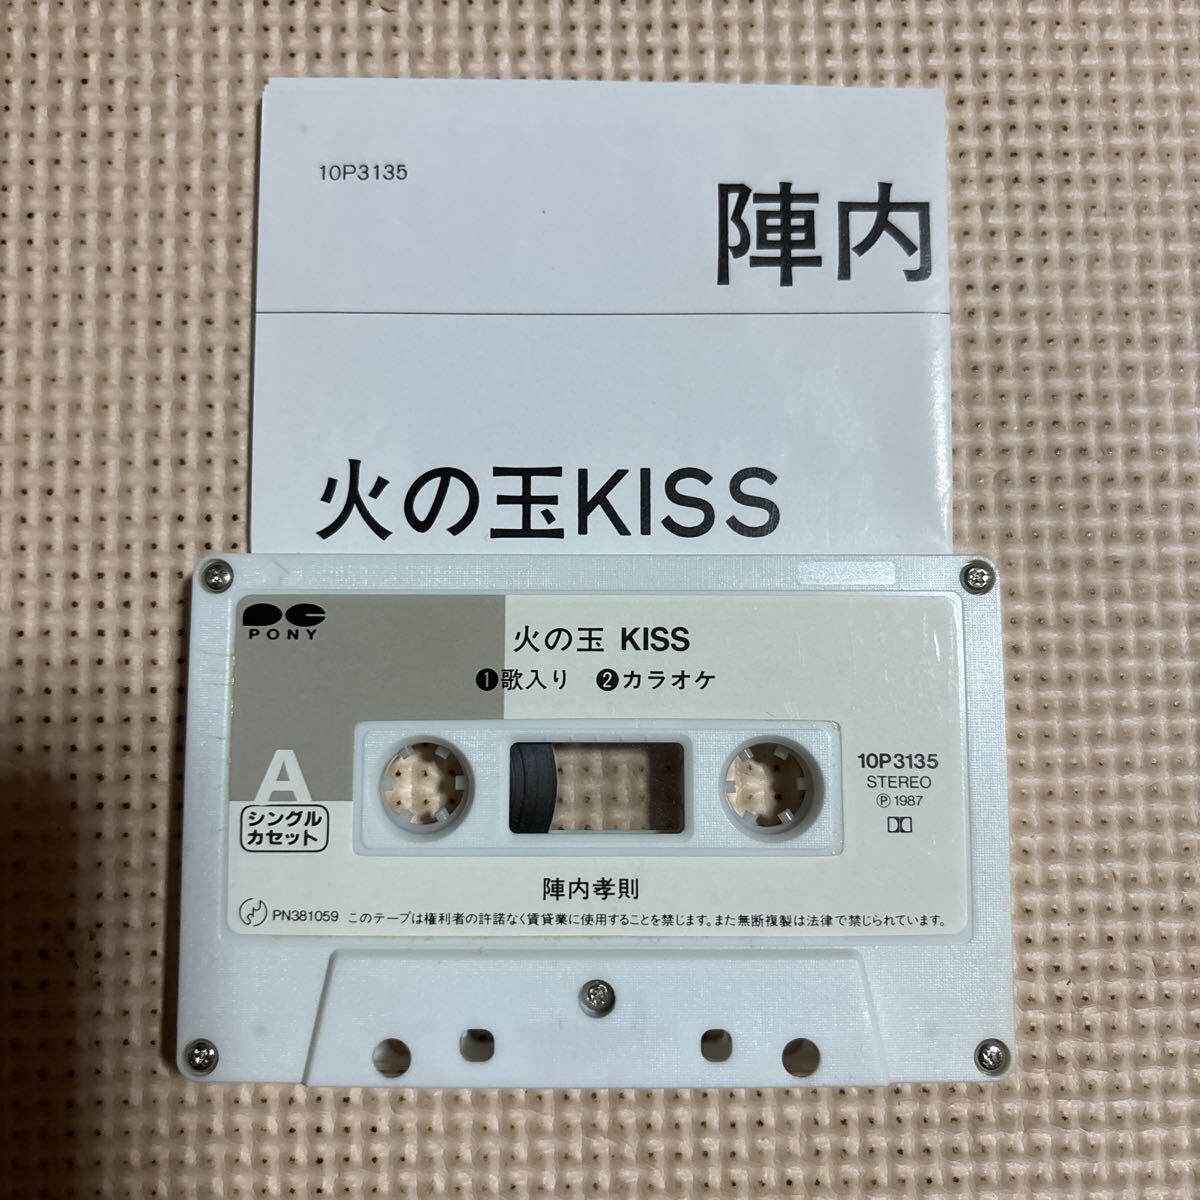 10P3135
陣内
火の玉KISS
PC
PONY
火の玉 KISS
❶歌入り ❷カラオケ
A
シングル
カセット
10P3135
STEREO
Ⓟ1987
陣内孝則
PN381059 このテープは権利者の許諾なく賃貸業に使用することを禁じます。また無断複製は法律で禁じられています。